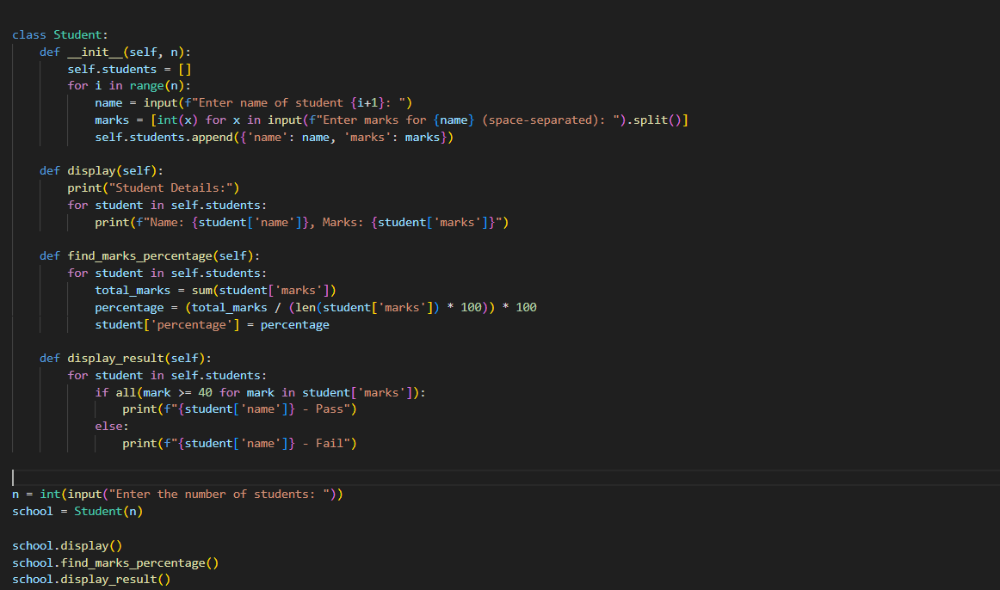 class Student:
    def __init__(self, n):
        self.students = []
        for i in range(n):
            name = input(f"Enter name of student {i+1}: ")
            marks = [int(x) for x in input(f"Enter marks for {name} (space-separated): ").split()]
            self.students.append({'name': name, 'marks': marks})

    def display(self):
        print("Student Details:")
        for student in self.students:
            print(f"Name: {student['name']}, Marks: {student['marks']}")

    def find_marks_percentage(self):
        for student in self.students:
            total_marks = sum(student['marks'])
            percentage = (total_marks / (len(student['marks']) * 100)) * 100
            student['percentage'] = percentage

    def display_result(self):
        for student in self.students:
            if all(mark >= 40 for mark in student['marks']):
                print(f"{student['name']} - Pass")
            else:
                print(f"{student['name']} - Fail")


n = int(input("Enter the number of students: "))
school = Student(n)

school.display()
school.find_marks_percentage()
school.display_result()